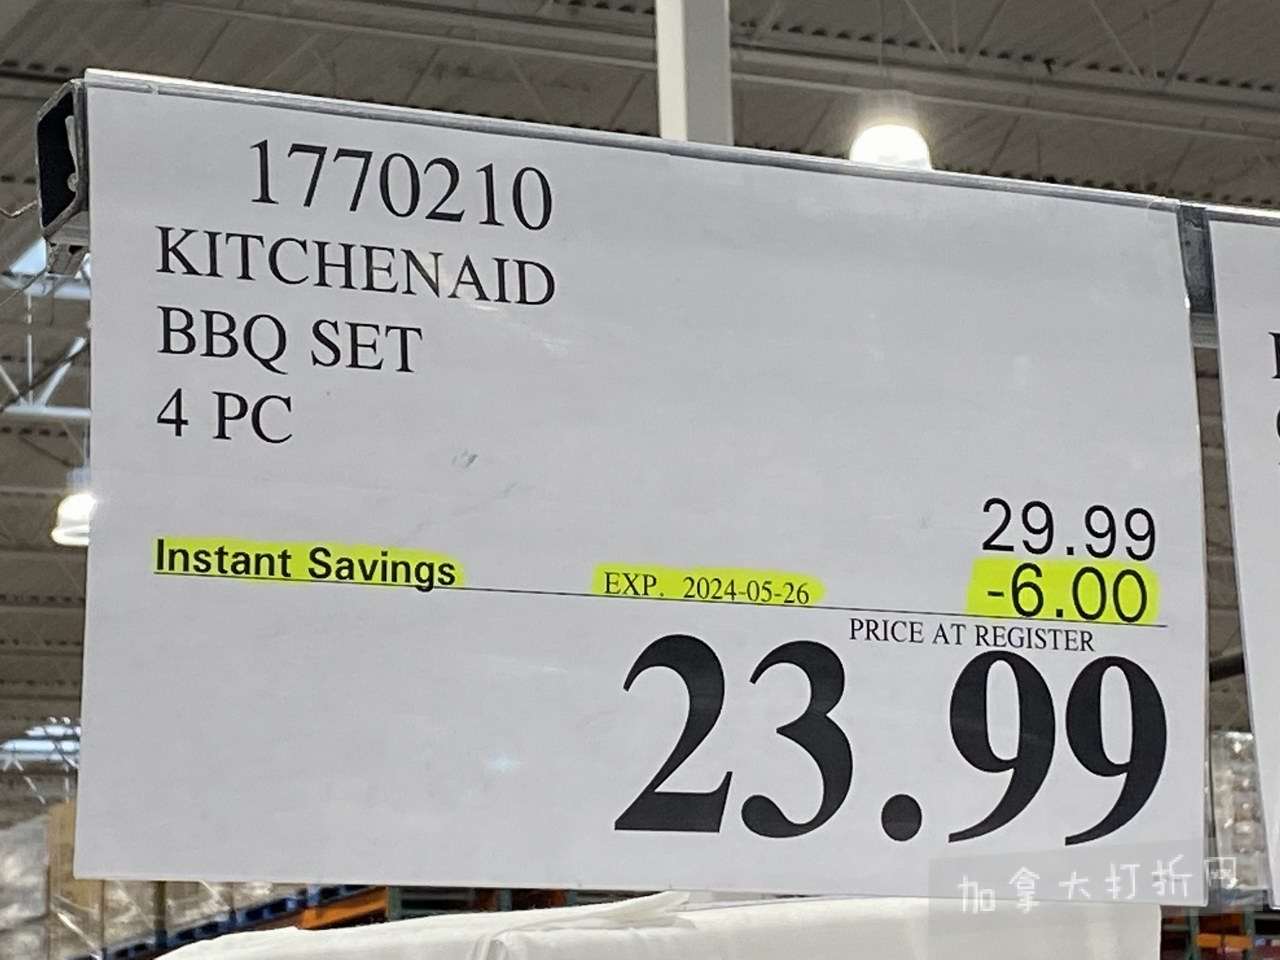 1770210
KITCHENAID
BBQ SET
4 PC
29.99
Instant Savings EXP. 2024-05-26 -6.00
PRICE AT REGISTER
23.99
加拿大打折网